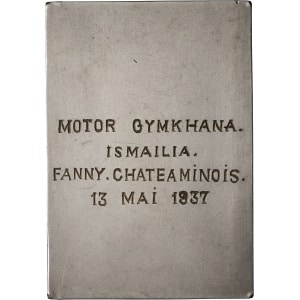 MOTOR GYMKHANA.
ISMAILIA.
FANNY.CHATEAMINOIS.
13 MAI 1937